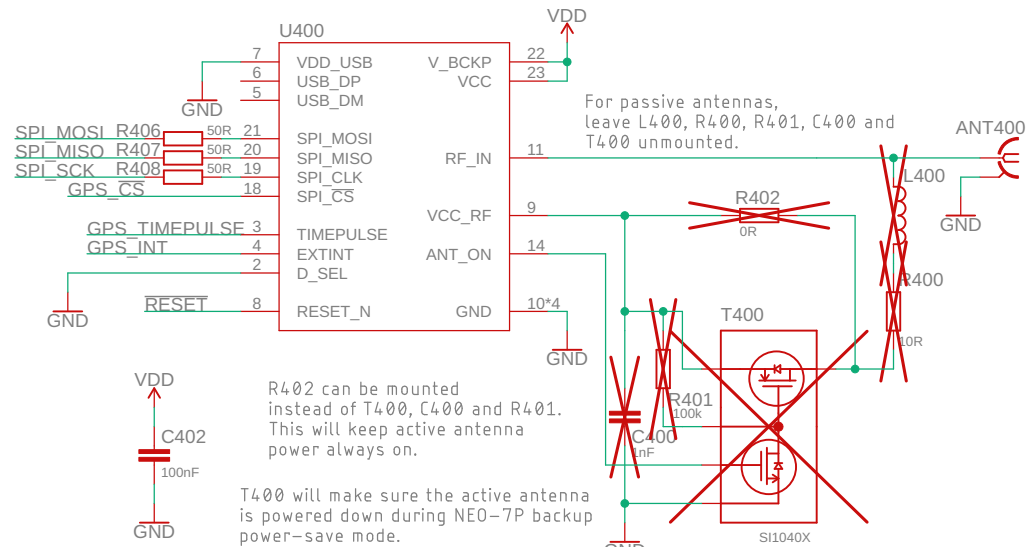 VDD
U400
7
VDD_USB
V_BCKP
22
6
USB_DP
VCC
23
5
USB_DM
GND
For passive antennas,
leave L400, R400, R401, C400 and
T400 unmounted.
ANT400
SPI_MOSI
R406
50R
21
SPI_MOSI
SPI_MISO
R407
50R
20
SPI_MISO
RF_IN
11
SPI_SCK
R408
50R
19
SPI_CLK
L400
GPS_CS
18
SPI_CS
R402
0R
VCC_RF
9
GND
GPS_TIMEPULSE
3
TIMEPULSE
GPS_INT
4
EXTINT
ANT_ON
14
2
D_SEL
R400
10R
RESET
8
RESET_N
GND
10*4
GND
T400
GND
VDD
R402 can be mounted
instead of T400, C400 and R401.
This will keep active antenna
power always on.
R401
100k
C402
100nF
C400
1nF
T400 will make sure the active antenna
is powered down during NEO-7P backup
power-save mode.
GND
GND
SI1040X